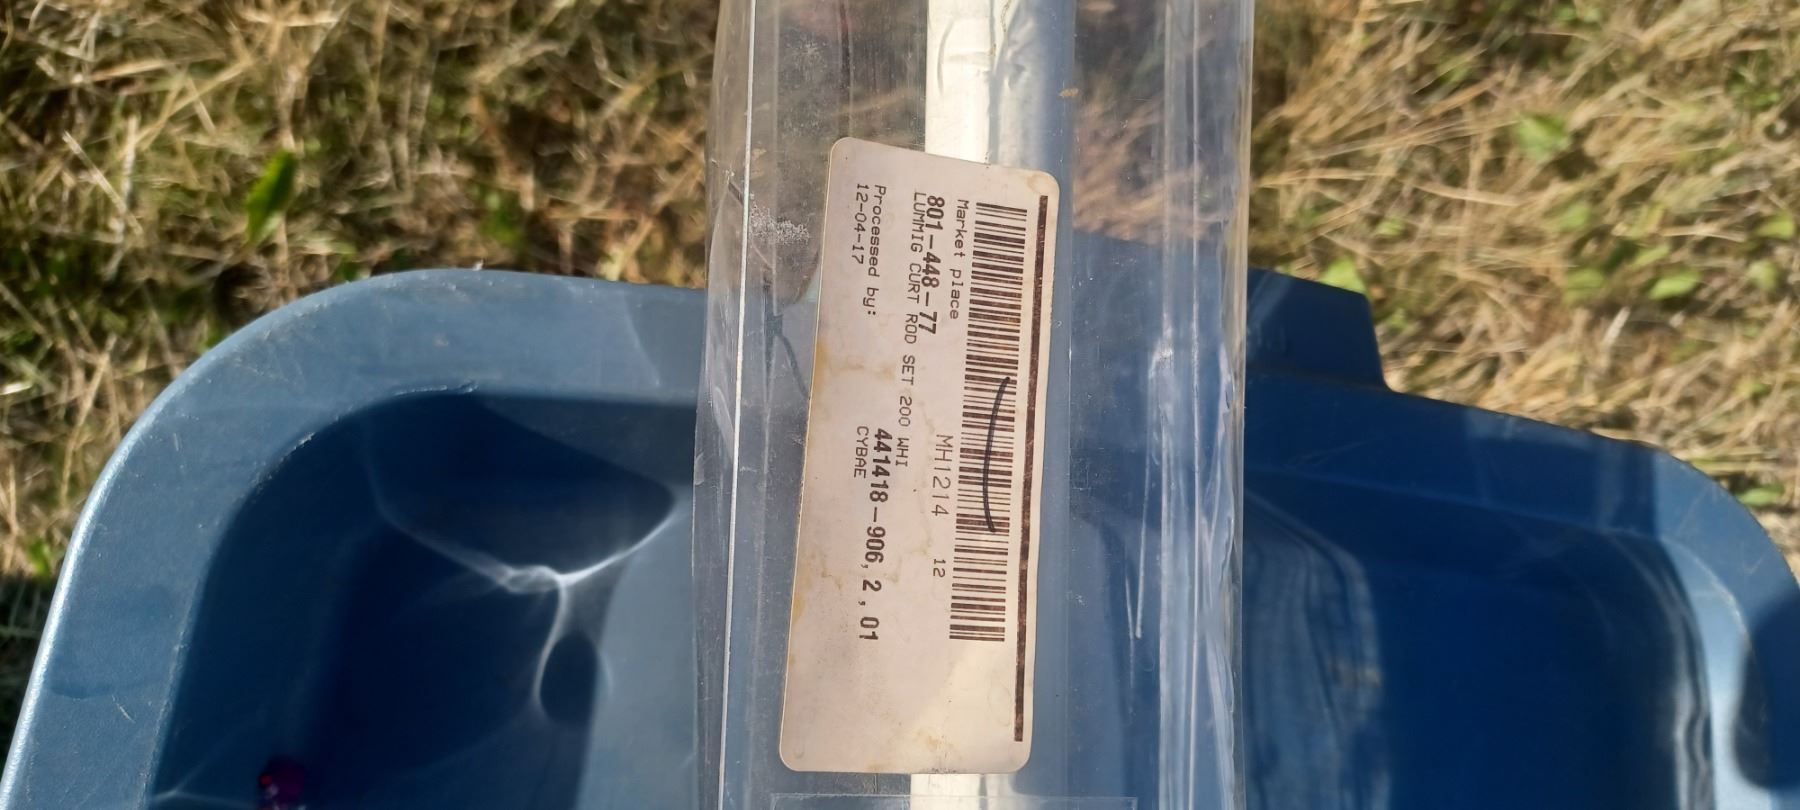 Market place MH1214 12
801-448-77
LUMMIG CURT ROD SET 200 WHI
441418-906, 2 , 01
Processed by: CYBAE
12-04-17